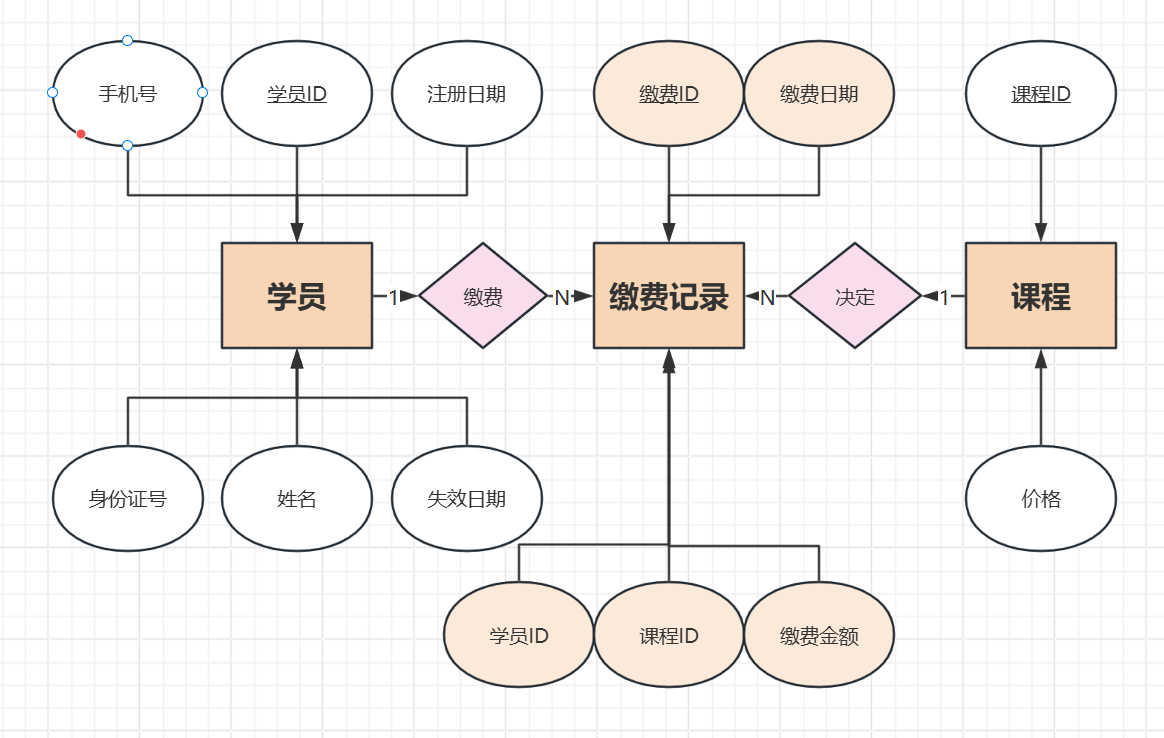 手机号
学员ID
注册日期
缴费ID
缴费日期
课程ID
学员
1
缴费
N
缴费记录
N
决定
1
课程
身份证号
姓名
失效日期
价格
学员ID
课程ID
缴费金额